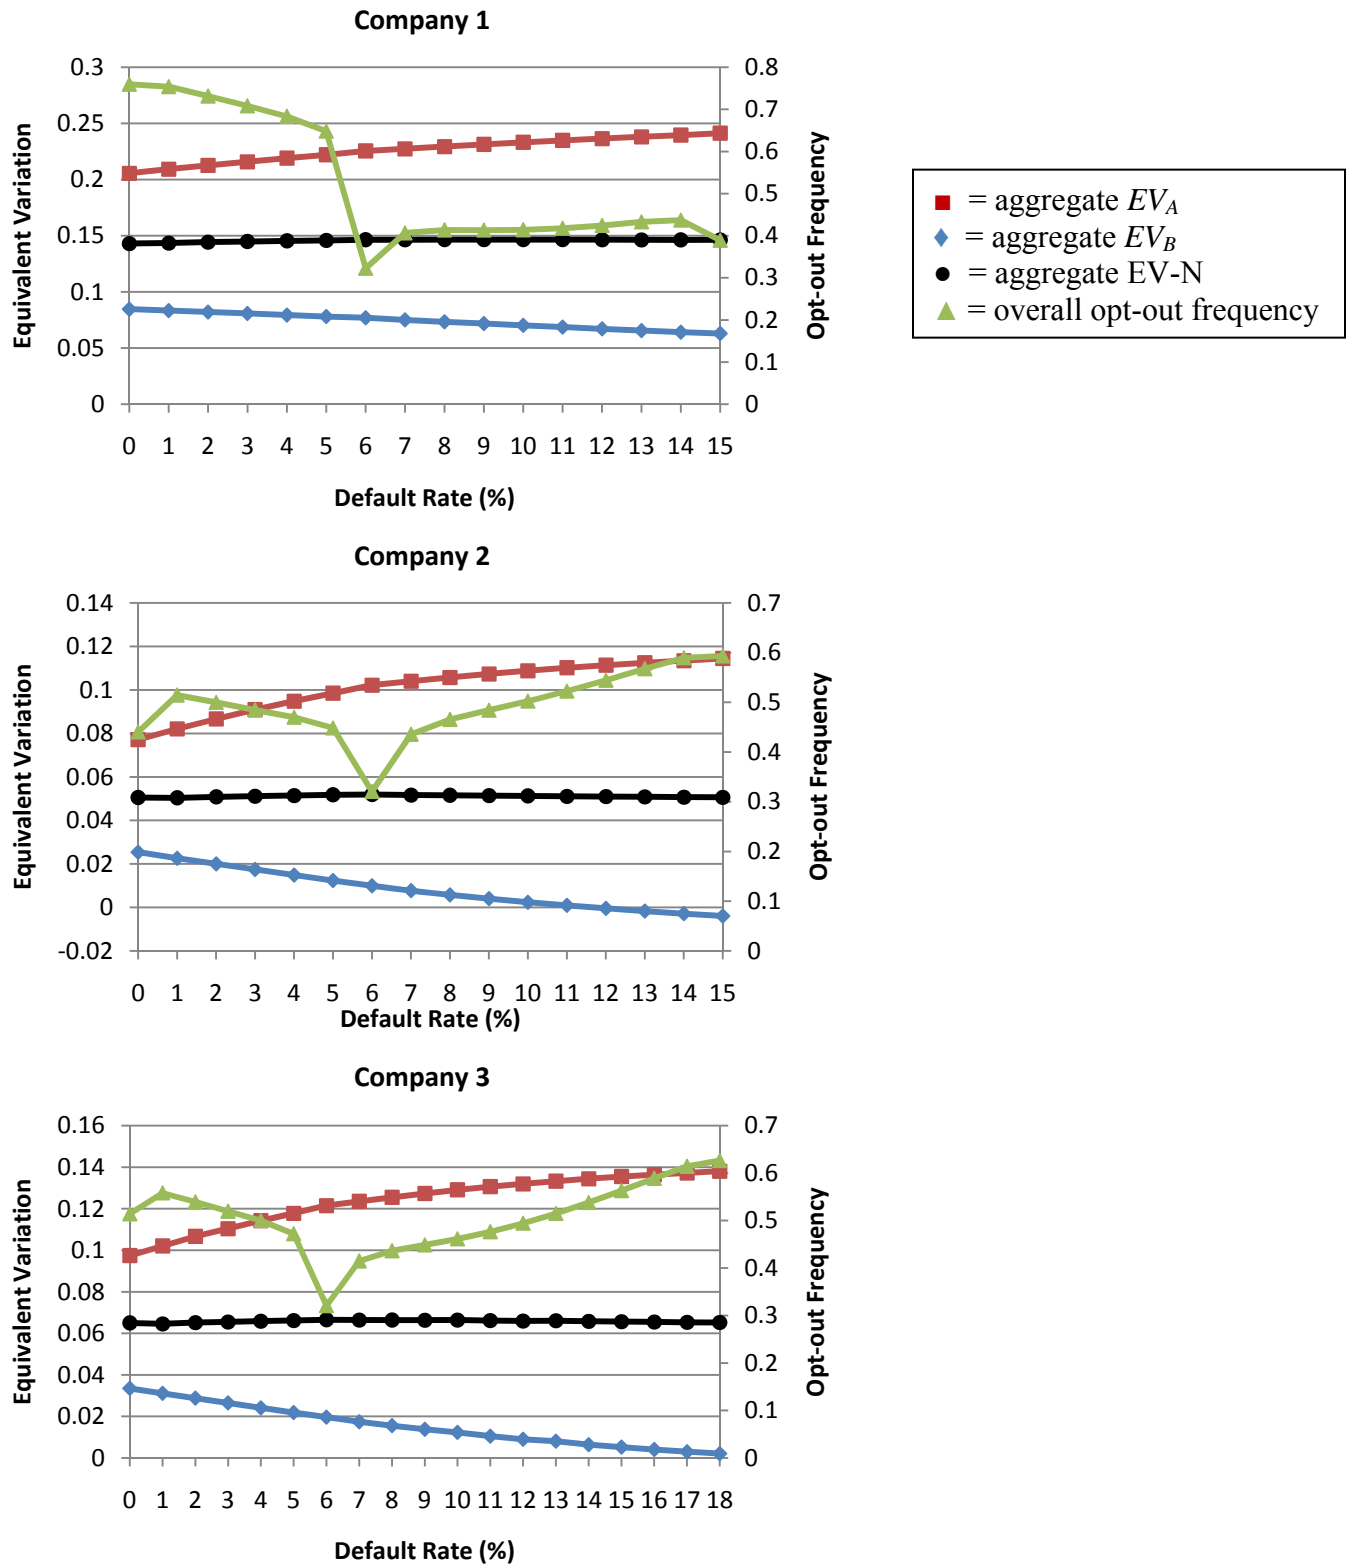 Company 1
0.3
0.25
0.2
0.15
0.1
0.05
0
Equivalent Variation
0.8
0.7
0.6
0.5
0.4
0.3
0.2
0.1
0
Opt-out Frequency
0 1 2 3 4 5 6 7 8 9 10 11 12 13 14 15
Default Rate (%)
= aggregate EV_A
= aggregate EV_B
= aggregate EV-N
= overall opt-out frequency
Company 2
0.14
0.12
0.1
0.08
0.06
0.04
0.02
0
-0.02
Equivalent Variation
0.7
0.6
0.5
0.4
0.3
0.2
0.1
0
Opt-out Frequency
0 1 2 3 4 5 6 7 8 9 10 11 12 13 14 15
Default Rate (%)
Company 3
0.16
0.14
0.12
0.1
0.08
0.06
0.04
0.02
0
Equivalent Variation
0.7
0.6
0.5
0.4
0.3
0.2
0.1
0
Opt-out Frequency
0 1 2 3 4 5 6 7 8 9 10 11 12 13 14 15 16 17 18
Default Rate (%)